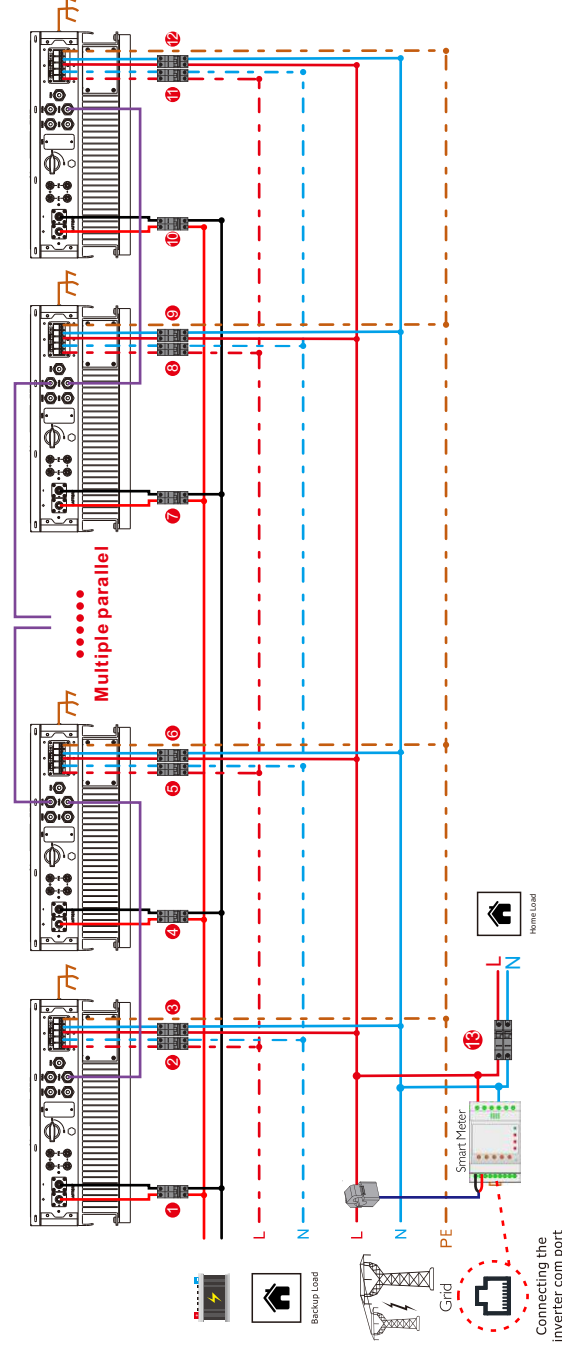 12
11
10
9
8
7
Multiple parallel
6
5
4
3
2
1
L
N
L
N
PE
Backup Load
Grid
Smart Meter
13
L
N
Home Load
Connecting the
inverter com port